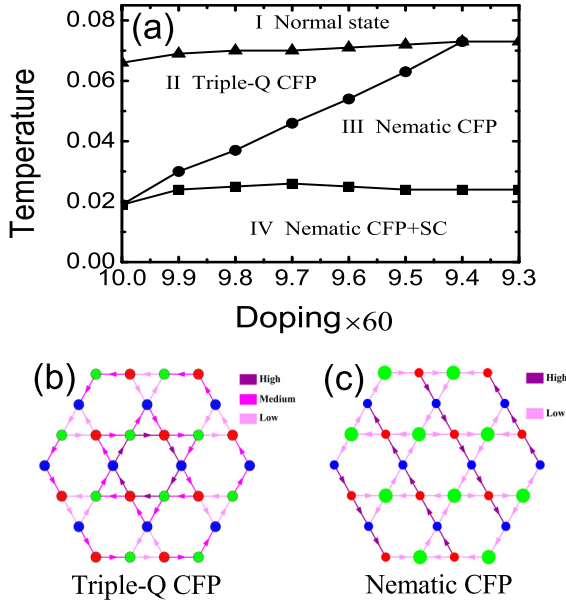 (a)
I Normal state
II Triple-Q CFP
III Nematic CFP
IV Nematic CFP+SC
Temperature
0.08
0.06
0.04
0.02
0.00
10.0 9.9 9.8 9.7 9.6 9.5 9.4 9.3
Doping×60
(b)
High
Medium
Low
Triple-Q CFP
(c)
High
Low
Nematic CFP